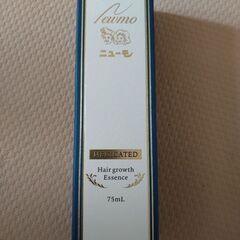 Newmo
ニューモ
MEDICATED
Hair growth
Essence
75mL